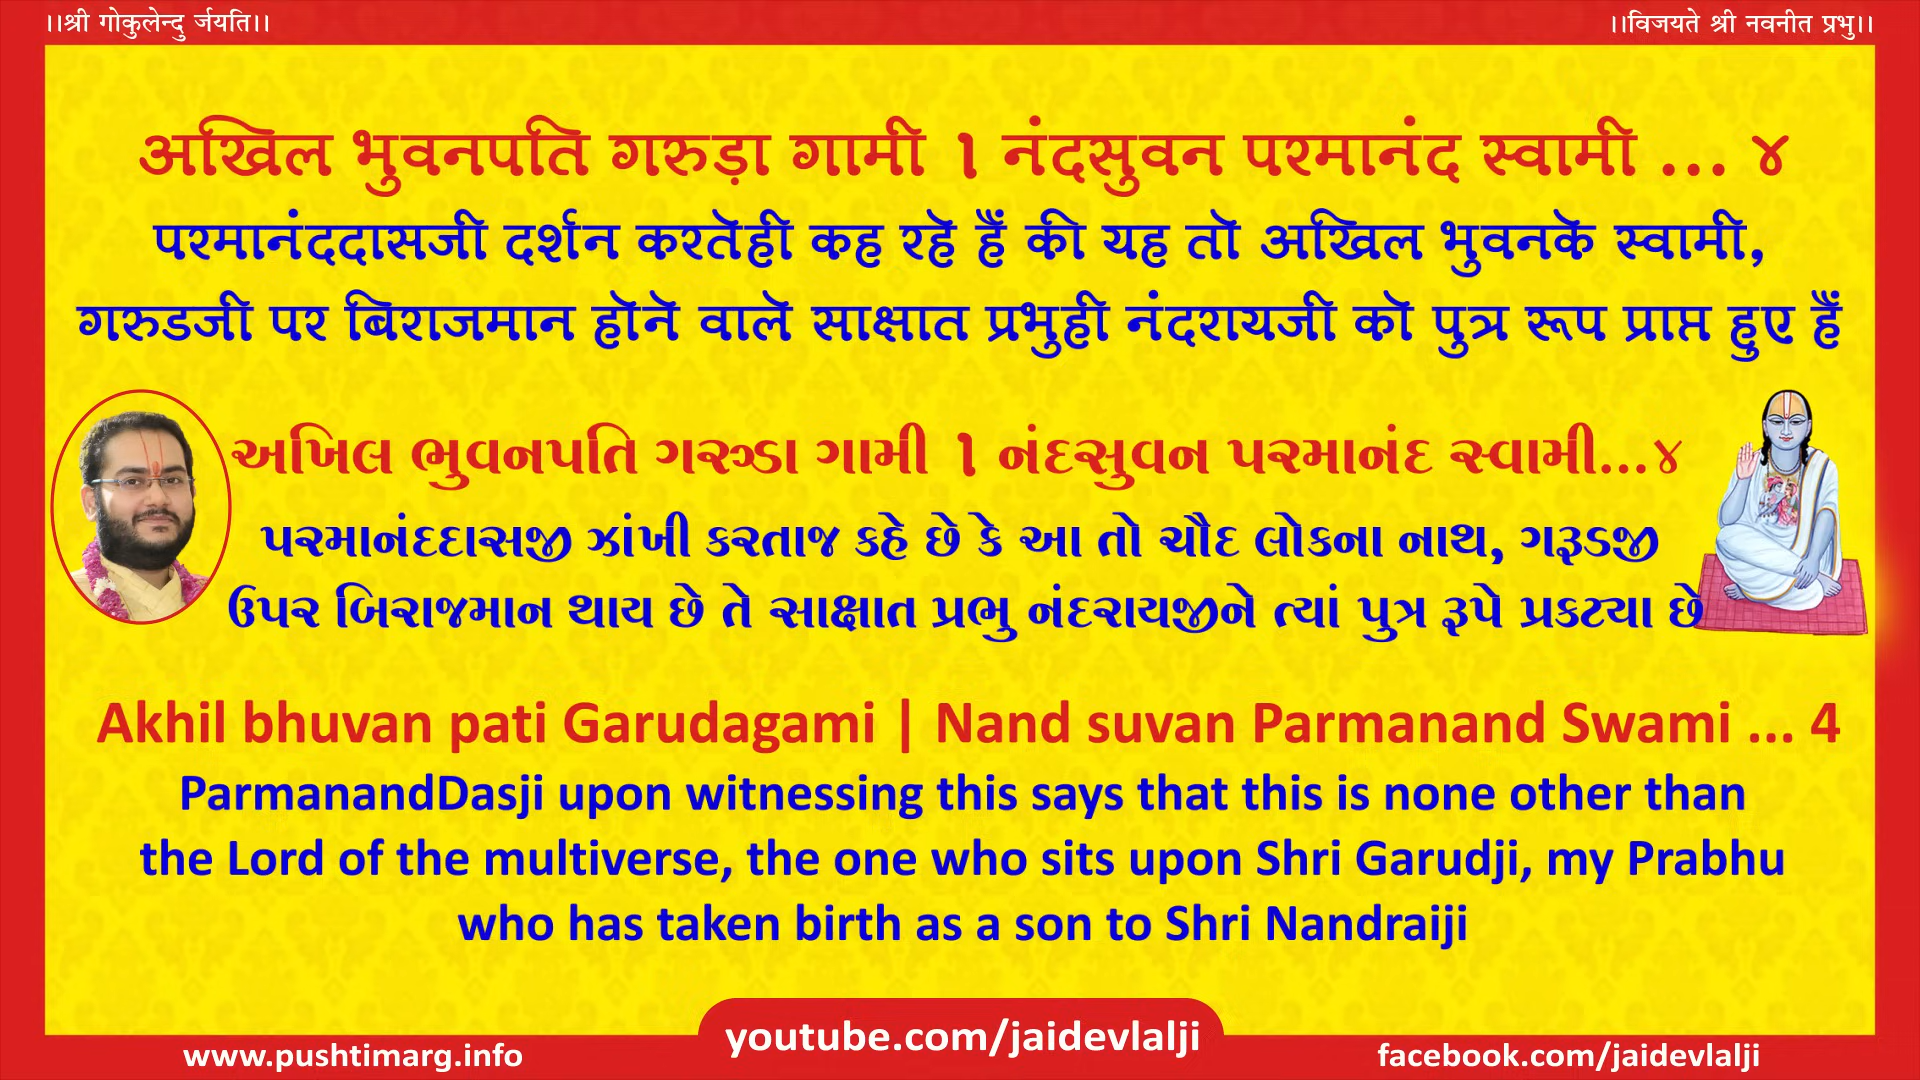 ।।श्री गोकुलेन्दु र्जयति।।
।।विजयते श्री नवनीत प्रभु।।
अखिल भुवनपति गरुड़ा गामी । नंदसुवन परमानंद स्वामी ... ४
परमानंददासजी दर्शन करतेही कह रहे हैं की यह तो अखिल भुवनके स्वामी,
गरुडजी पर बिराजमान होने वाले साक्षात प्रभुही नंदरायजी को पुत्र रूप प्राप्त हुए हैं
અખિલ ભુવનપતિ ગરુડા ગામી । નંદસુવન પરમાનંદ સ્વામી...૪
પરમાનંદદાસજી ઝાંખી કરતાજ કહે છે કે આ તો ચૌદ લોકના નાથ, ગરૂડજી
ઉપર બિરાજમાન થાય છે તે સાક્ષાત પ્રભુ નંદરાયજીને ત્યાં પુત્ર રૂપે પ્રકટ્યા છે
Akhil bhuvan pati Garudagami | Nand suvan Parmanand Swami ... 4
ParmanandDasji upon witnessing this says that this is none other than
the Lord of the multiverse, the one who sits upon Shri Garudji, my Prabhu
who has taken birth as a son to Shri Nandraiji
www.pushtimarg.info
youtube.com/jaidevlalji
facebook.com/jaidevlalji